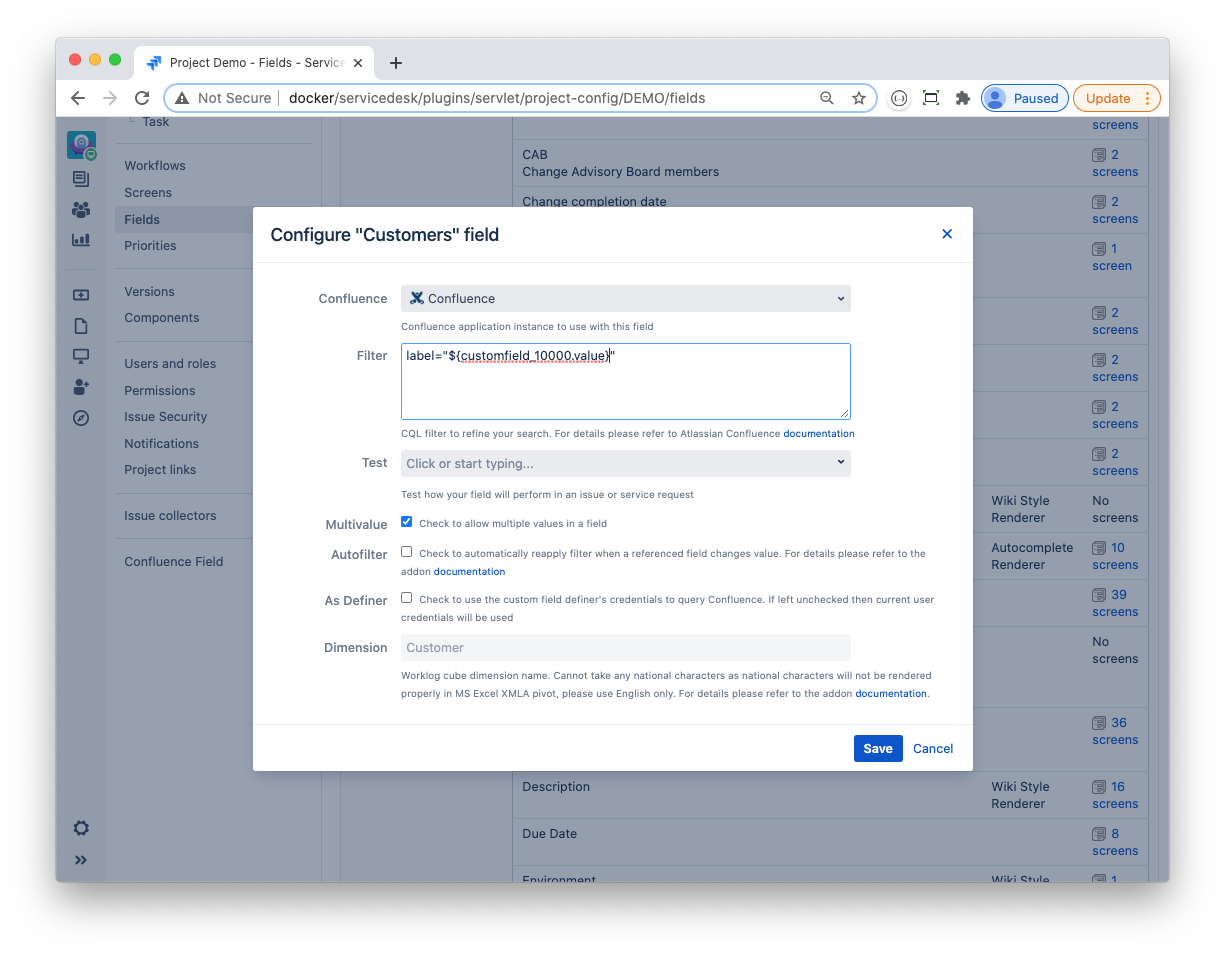 Project Demo - Fields - Service
Not Secure docker/servicedesk/plugins/servlet/project-config/DEMO/fields
Paused
Update
Task
Workflows
Screens
Fields
Priorities
Versions
Components
Users and roles
Permissions
Issue Security
Notifications
Project links
Issue collectors
Confluence Field
screens
CAB
Change Advisory Board members
2
screens
Change completion date
2
screens
1
screen
2
screens
2
screens
2
screens
2
screens
Wiki Style
Renderer
No
screens
Autocomplete
Renderer
10
screens
39
screens
No
screens
36
screens
Description
Wiki Style
Renderer
16
screens
Due Date
8
screens
Environment
Wiki Style
1
Configure "Customers" field
Confluence
Confluence
Confluence application instance to use with this field
Filter
label="${customfield_10000.value}"
CQL filter to refine your search. For details please refer to Atlassian Confluence documentation
Test
Click or start typing...
Test how your field will perform in an issue or service request
Multivalue
Check to allow multiple values in a field
Autofilter
Check to automatically reapply filter when a referenced field changes value. For details please refer to the
addon documentation
As Definer
Check to use the custom field definer's credentials to query Confluence. If left unchecked then current user
credentials will be used
Dimension
Customer
Worklog cube dimension name. Cannot take any national characters as national characters will not be rendered
properly in MS Excel XMLA pivot, please use English only. For details please refer to the addon documentation.
Save
Cancel